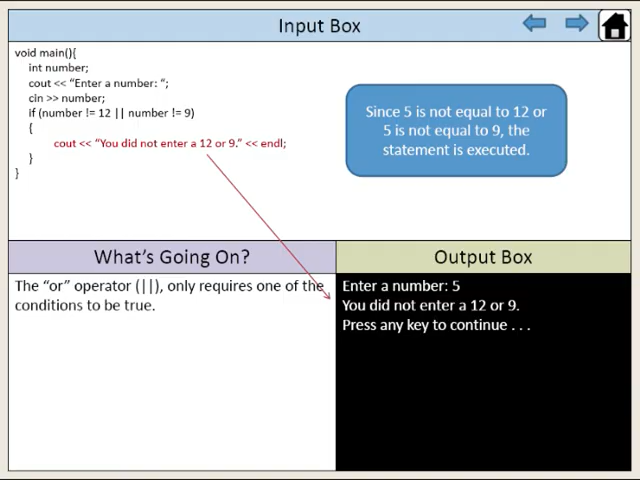 Input Box
void main(){
int number;
cout << “Enter a number: “;
cin >> number;
if (number != 12 || number != 9)
{
cout << “You did not enter a 12 or 9.” << endl;
}
}
Since 5 is not equal to 12 or
5 is not equal to 9, the
statement is executed.
What’s Going On?
The “or” operator (||), only requires one of the
conditions to be true.
Output Box
Enter a number: 5
You did not enter a 12 or 9.
Press any key to continue . . .